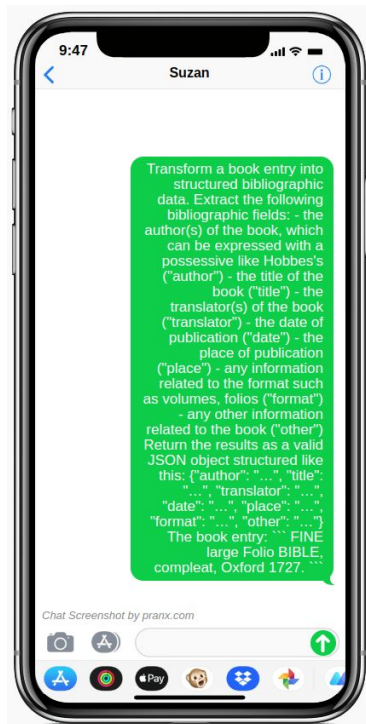 9:47
Suzan
Transform a book entry into
structured bibliographic
data. Extract the following
bibliographic fields: - the
author(s) of the book, which
can be expressed with a
possessive like Hobbes's
("author") - the title of the
book ("title") - the
translator(s) of the book
("translator") - the date of
publication ("date") - the
place of publication
("place") - any information
related to the format such
as volumes, folios ("format")
- any other information
related to the book ("other")
Return the results as a valid
JSON object structured like
this: {"author": "...", "title":
"...", "translator": "...",
"date": "...", "place": "...",
"format": "...", "other": "..."}
The book entry: ``` FINE
large Folio BIBLE,
compleat, Oxford 1727. ```
Chat Screenshot by pranx.com
Pay